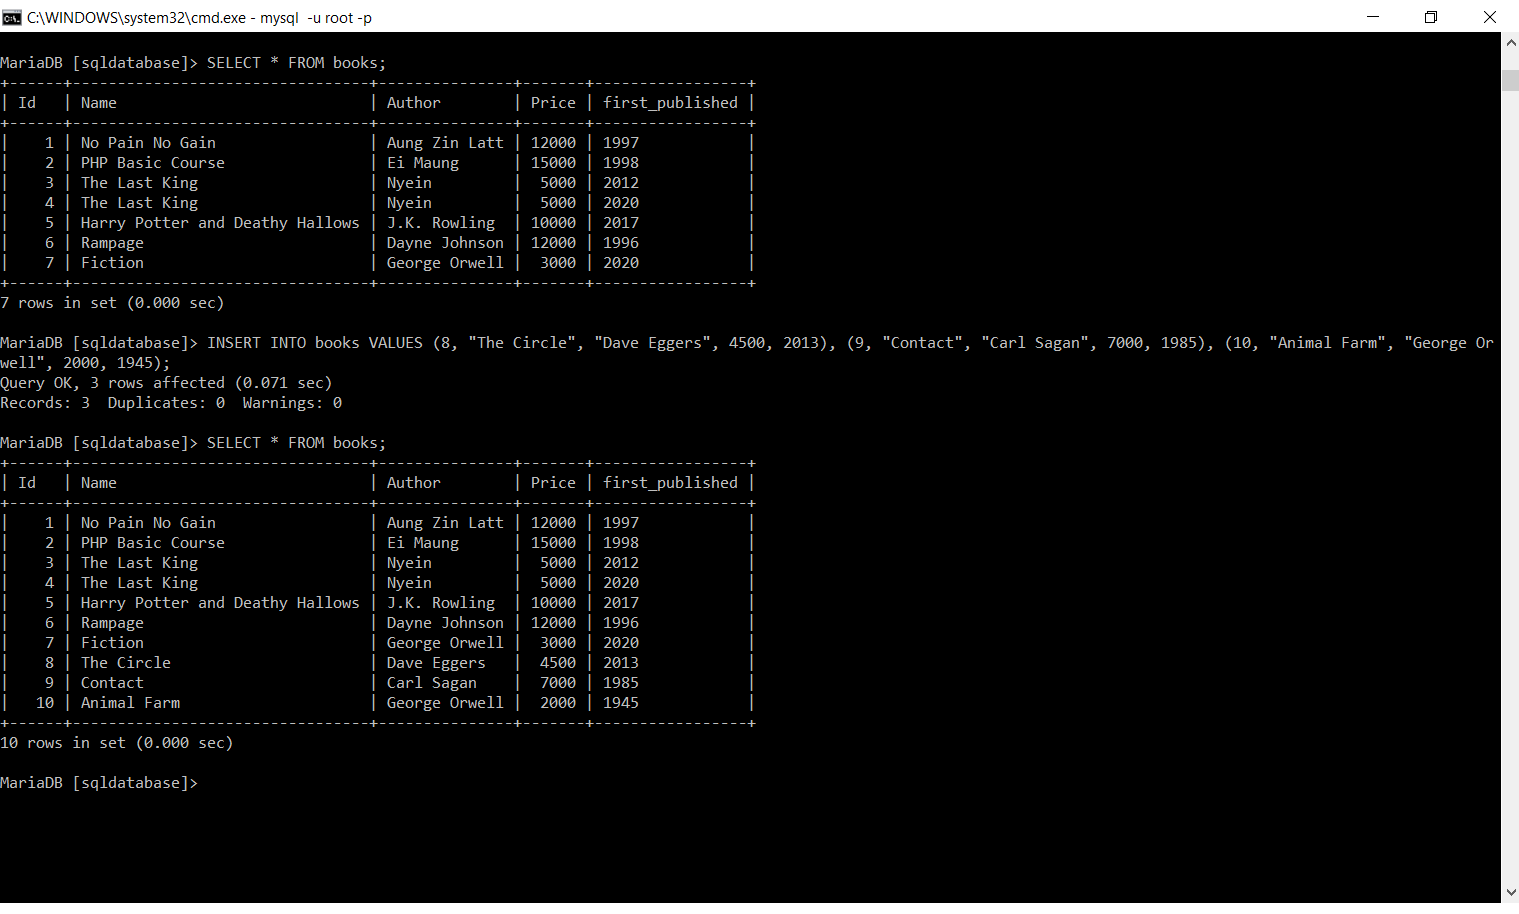 C:\WINDOWS\system32\cmd.exe - mysql  -u root -p
MariaDB [sqldatabase]> SELECT * FROM books;
+------+---------------------------------+---------------+-------+-----------------+
| Id   | Name                            | Author        | Price | first_published |
+------+---------------------------------+---------------+-------+-----------------+
|    1 | No Pain No Gain                 | Aung Zin Latt | 12000 | 1997            |
|    2 | PHP Basic Course                | Ei Maung      | 15000 | 1998            |
|    3 | The Last King                   | Nyein         |  5000 | 2012            |
|    4 | The Last King                   | Nyein         |  5000 | 2020            |
|    5 | Harry Potter and Deathy Hallows | J.K. Rowling  | 10000 | 2017            |
|    6 | Rampage                         | Dayne Johnson | 12000 | 1996            |
|    7 | Fiction                         | George Orwell |  3000 | 2020            |
+------+---------------------------------+---------------+-------+-----------------+
7 rows in set (0.000 sec)
MariaDB [sqldatabase]> INSERT INTO books VALUES (8, "The Circle", "Dave Eggers", 4500, 2013), (9, "Contact", "Carl Sagan", 7000, 1985), (10, "Animal Farm", "George Or
well", 2000, 1945);
Query OK, 3 rows affected (0.071 sec)
Records: 3  Duplicates: 0  Warnings: 0
MariaDB [sqldatabase]> SELECT * FROM books;
+------+---------------------------------+---------------+-------+-----------------+
| Id   | Name                            | Author        | Price | first_published |
+------+---------------------------------+---------------+-------+-----------------+
|    1 | No Pain No Gain                 | Aung Zin Latt | 12000 | 1997            |
|    2 | PHP Basic Course                | Ei Maung      | 15000 | 1998            |
|    3 | The Last King                   | Nyein         |  5000 | 2012            |
|    4 | The Last King                   | Nyein         |  5000 | 2020            |
|    5 | Harry Potter and Deathy Hallows | J.K. Rowling  | 10000 | 2017            |
|    6 | Rampage                         | Dayne Johnson | 12000 | 1996            |
|    7 | Fiction                         | George Orwell |  3000 | 2020            |
|    8 | The Circle                      | Dave Eggers   |  4500 | 2013            |
|    9 | Contact                         | Carl Sagan    |  7000 | 1985            |
|   10 | Animal Farm                     | George Orwell |  2000 | 1945            |
+------+---------------------------------+---------------+-------+-----------------+
10 rows in set (0.000 sec)
MariaDB [sqldatabase]>